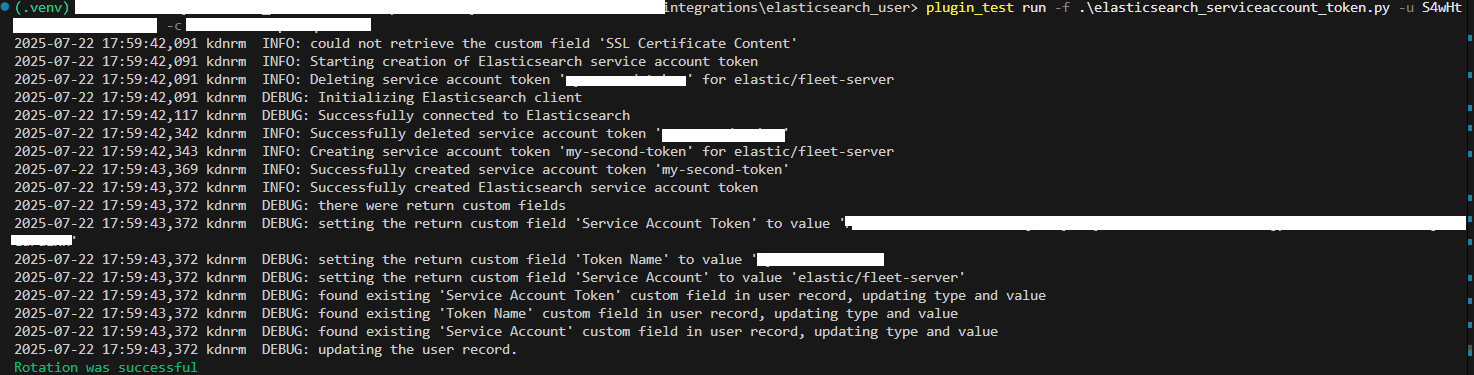 (.venv) integrations\elasticsearch_user> plugin_test run -f .\elasticsearch_serviceaccount_token.py -u S4wHt
-c
2025-07-22 17:59:42,091 kdnrm  INFO: could not retrieve the custom field 'SSL Certificate Content'
2025-07-22 17:59:42,091 kdnrm  INFO: Starting creation of Elasticsearch service account token
2025-07-22 17:59:42,091 kdnrm  INFO: Deleting service account token '' for elastic/fleet-server
2025-07-22 17:59:42,091 kdnrm  DEBUG: Initializing Elasticsearch client
2025-07-22 17:59:42,117 kdnrm  DEBUG: Successfully connected to Elasticsearch
2025-07-22 17:59:42,342 kdnrm  INFO: Successfully deleted service account token ''
2025-07-22 17:59:42,343 kdnrm  INFO: Creating service account token 'my-second-token' for elastic/fleet-server
2025-07-22 17:59:43,369 kdnrm  INFO: Successfully created service account token 'my-second-token'
2025-07-22 17:59:43,372 kdnrm  INFO: Successfully created Elasticsearch service account token
2025-07-22 17:59:43,372 kdnrm  DEBUG: there were return custom fields
2025-07-22 17:59:43,372 kdnrm  DEBUG: setting the return custom field 'Service Account Token' to value '
'
2025-07-22 17:59:43,372 kdnrm  DEBUG: setting the return custom field 'Token Name' to value '
2025-07-22 17:59:43,372 kdnrm  DEBUG: setting the return custom field 'Service Account' to value 'elastic/fleet-server'
2025-07-22 17:59:43,372 kdnrm  DEBUG: found existing 'Service Account Token' custom field in user record, updating type and value
2025-07-22 17:59:43,372 kdnrm  DEBUG: found existing 'Token Name' custom field in user record, updating type and value
2025-07-22 17:59:43,372 kdnrm  DEBUG: found existing 'Service Account' custom field in user record, updating type and value
2025-07-22 17:59:43,372 kdnrm  DEBUG: updating the user record.
Rotation was successful